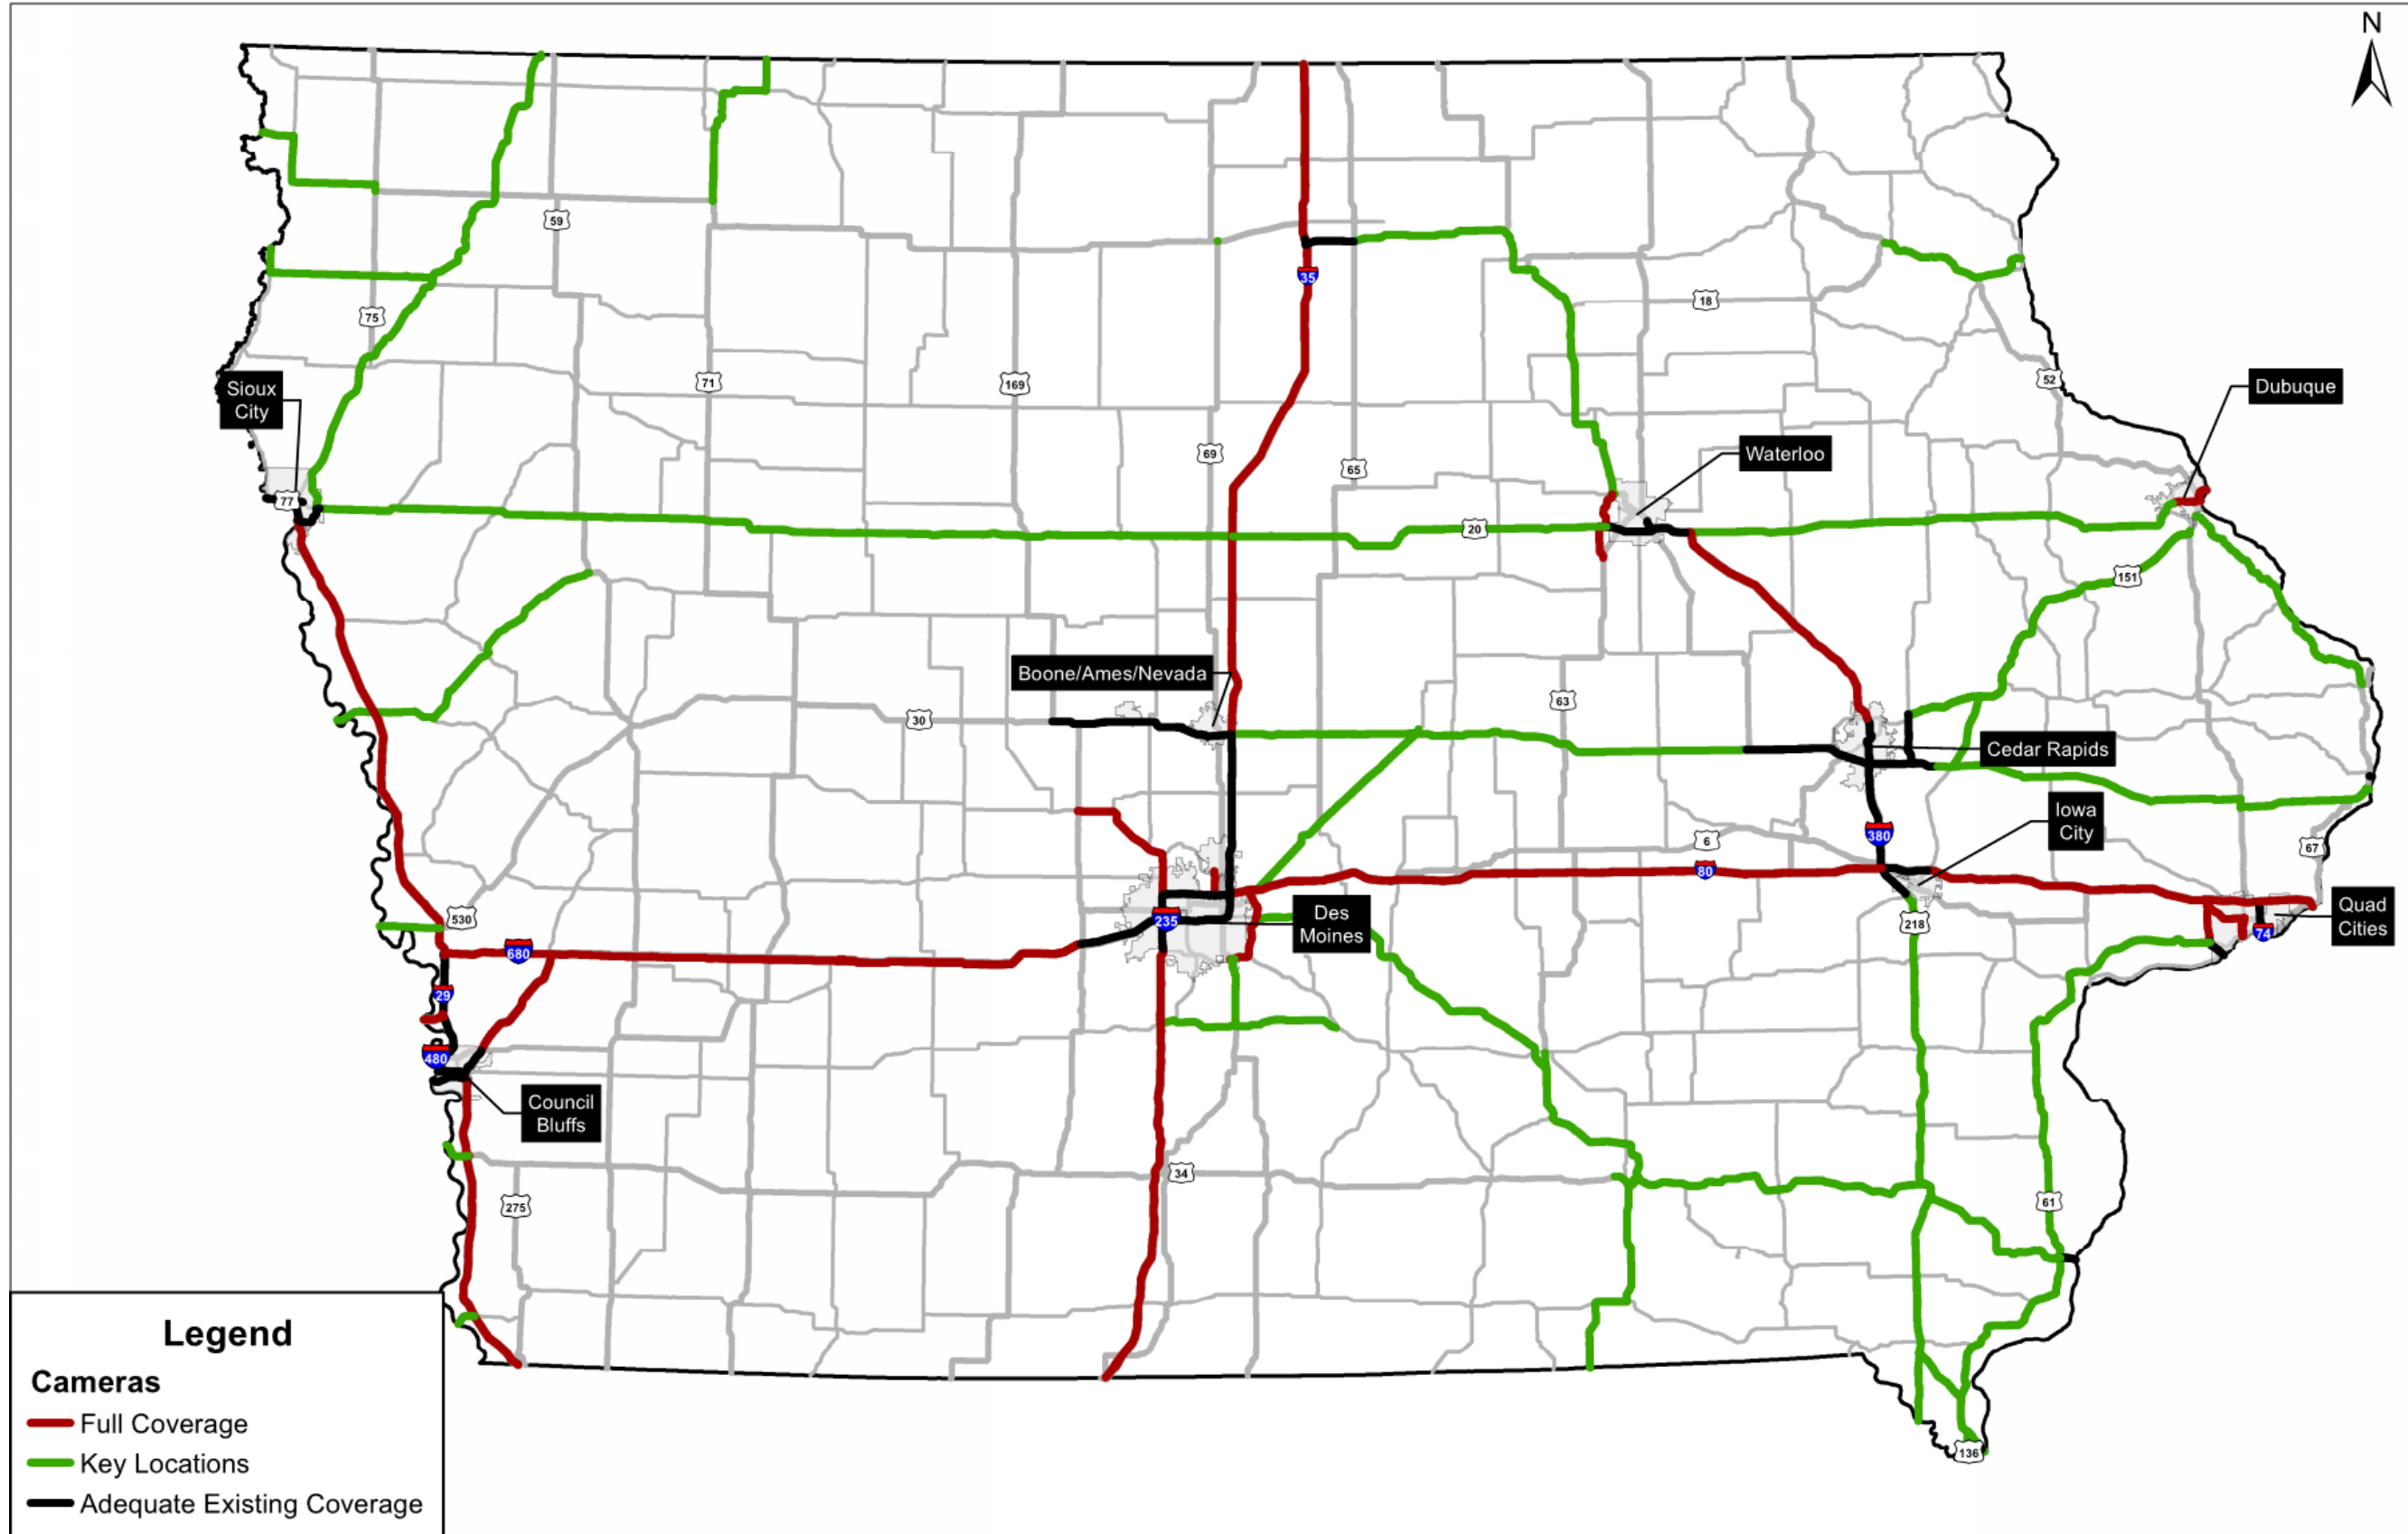 N
59
35
75
18
Sioux
City
71
169
52
Dubuque
69
65
Waterloo
77
20
151
Boone/Ames/Nevada
63
30
Cedar Rapids
Iowa
City
380
6
67
80
530
235
Des
Moines
218
Quad
Cities
74
680
29
480
Council
Bluffs
34
275
61
136
Legend
Cameras
Full Coverage
Key Locations
Adequate Existing Coverage